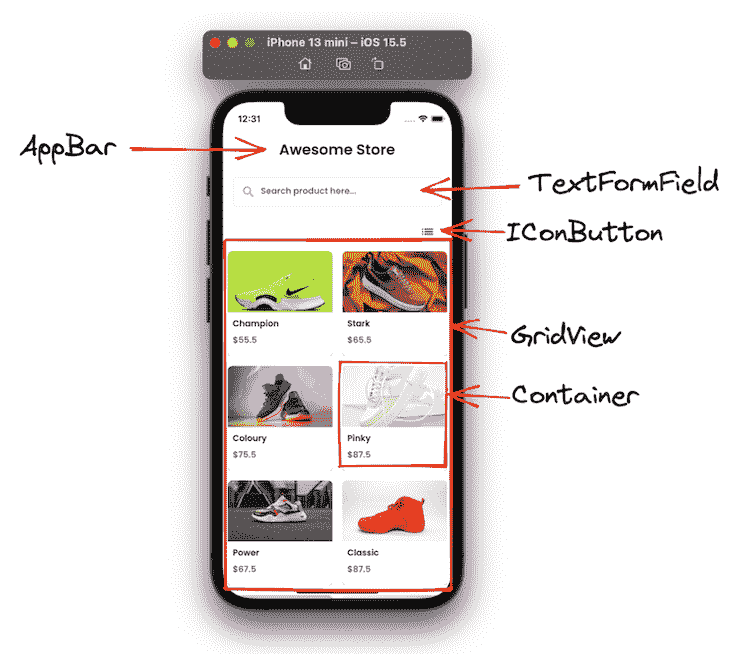 iPhone 13 mini – iOS 15.5
12:31
AppBar
Awesome Store
Search product here...
TextFormField
IConButton
Champion
$55.5
Stark
$65.5
GridView
Container
Coloury
$75.5
Pinky
$87.5
Power
$67.5
Classic
$87.5